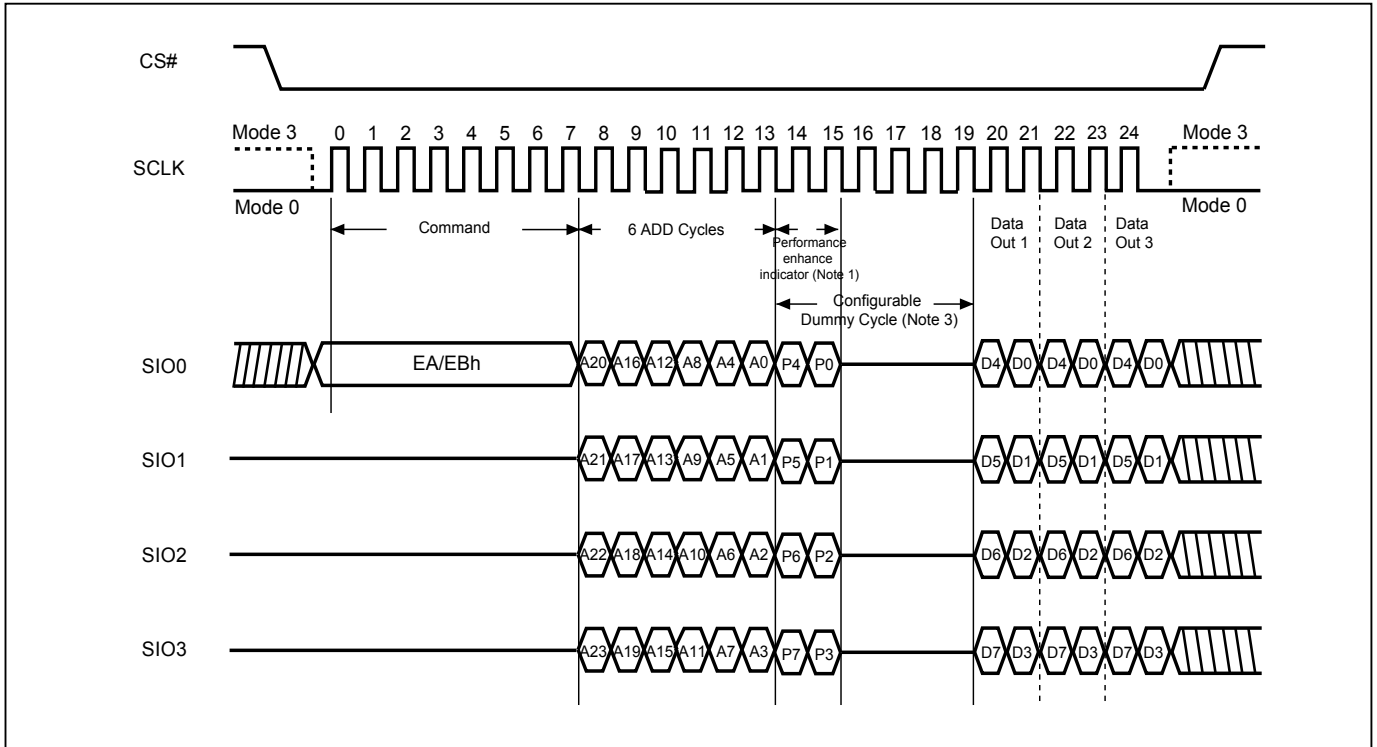 CS#
Mode 3 0 1 2 3 4 5 6 7 8 9 10 11 12 13 14 15 16 17 18 19 20 21 22 23 24 Mode 3
SCLK
Mode 0 Mode 0
Command
6 ADD Cycles
Performance
enhance
indicator (Note 1)
Data
Out 1
Data
Out 2
Data
Out 3
Configurable
Dummy Cycle (Note 3)
SIO0 EA/EBh A20 A16 A12 A8 A4 A0 P4 P0 D4 D0 D4 D0 D4 D0
SIO1 A21 A17 A13 A9 A5 A1 P5 P1 D5 D1 D5 D1 D5 D1
SIO2 A22 A18 A14 A10 A6 A2 P6 P2 D6 D2 D6 D2 D6 D2
SIO3 A23 A19 A15 A11 A7 A3 P7 P3 D7 D3 D7 D3 D7 D3